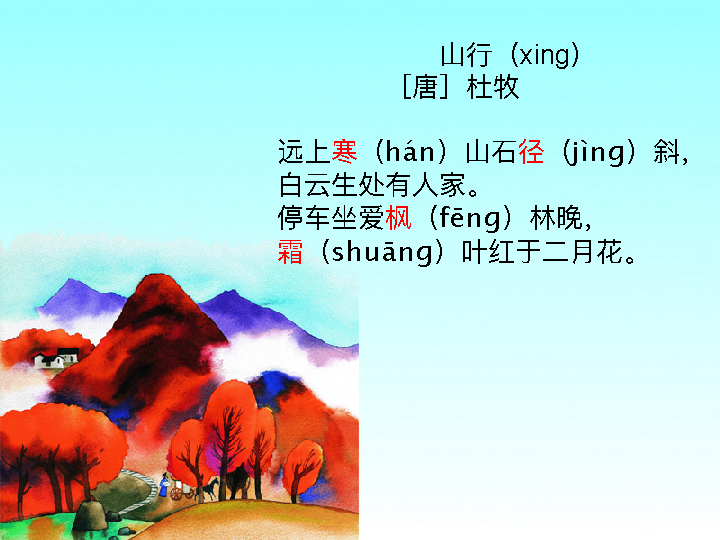 山行（xing）
［唐］杜牧
远上寒（hán）山石径（jìng）斜，
白云生处有人家。
停车坐爱枫（fēng）林晚，
霜（shuāng）叶红于二月花。